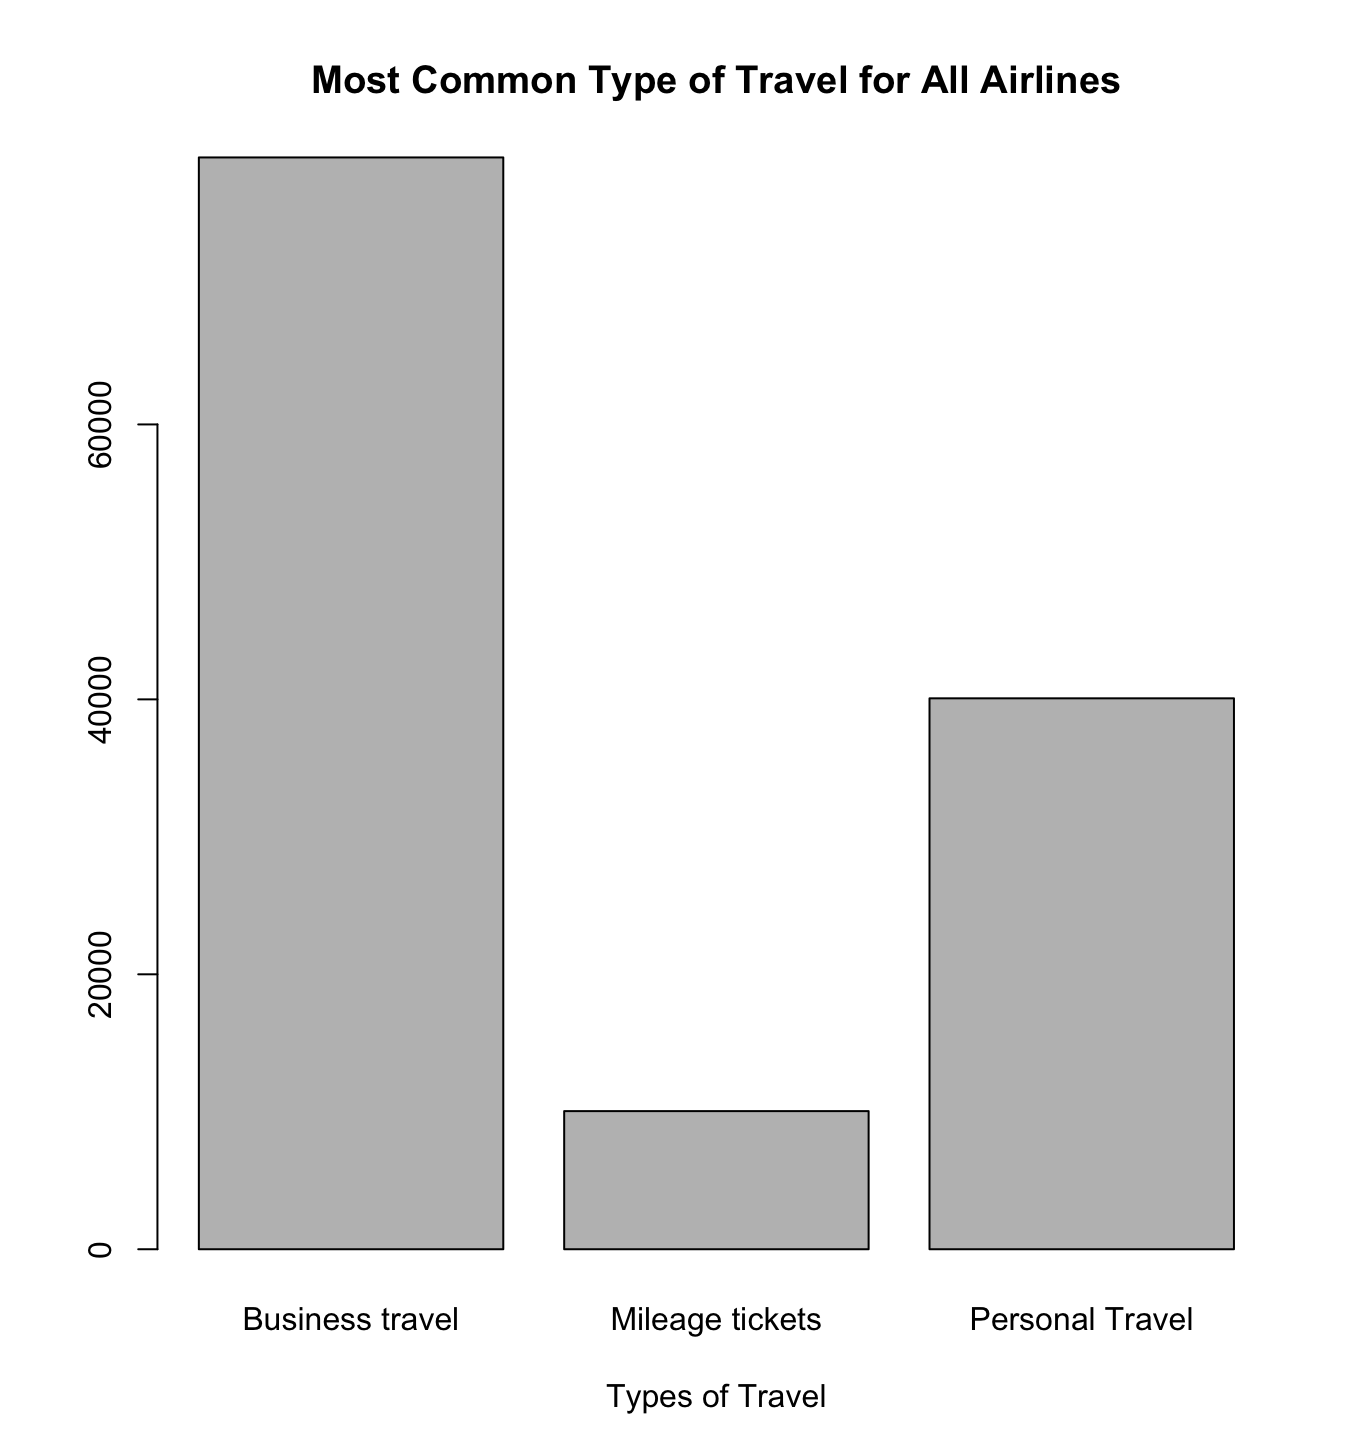 Most Common Type of Travel for All Airlines
60000
40000
20000
0
Business travel Mileage tickets Personal Travel
Types of Travel